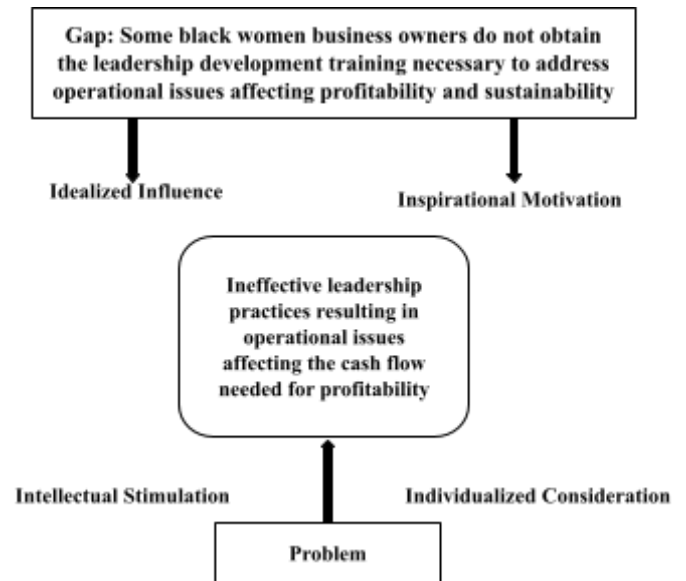 Gap: Some black women business owners do not obtain
the leadership development training necessary to address
operational issues affecting profitability and sustainability
Idealized Influence
Inspirational Motivation
Ineffective leadership
practices resulting in
operational issues
affecting the cash flow
needed for profitability
Intellectual Stimulation
Individualized Consideration
Problem